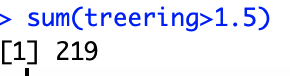 > sum(treering>1.5)
[1] 219